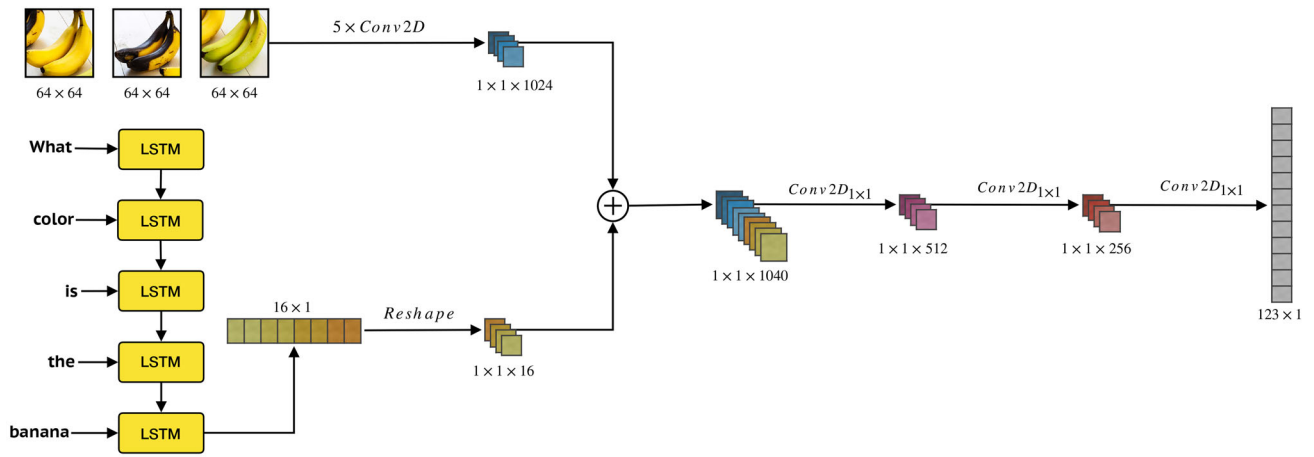 5 × Conv2D
64 × 64
64 × 64
64 × 64
1 × 1 × 1024
What
LSTM
color
LSTM
is
LSTM
the
LSTM
banana
LSTM
16 × 1
Reshape
1 × 1 × 16
+
1 × 1 × 1040
Conv2D1×1
1 × 1 × 512
Conv2D1×1
1 × 1 × 256
Conv2D1×1
123 × 1